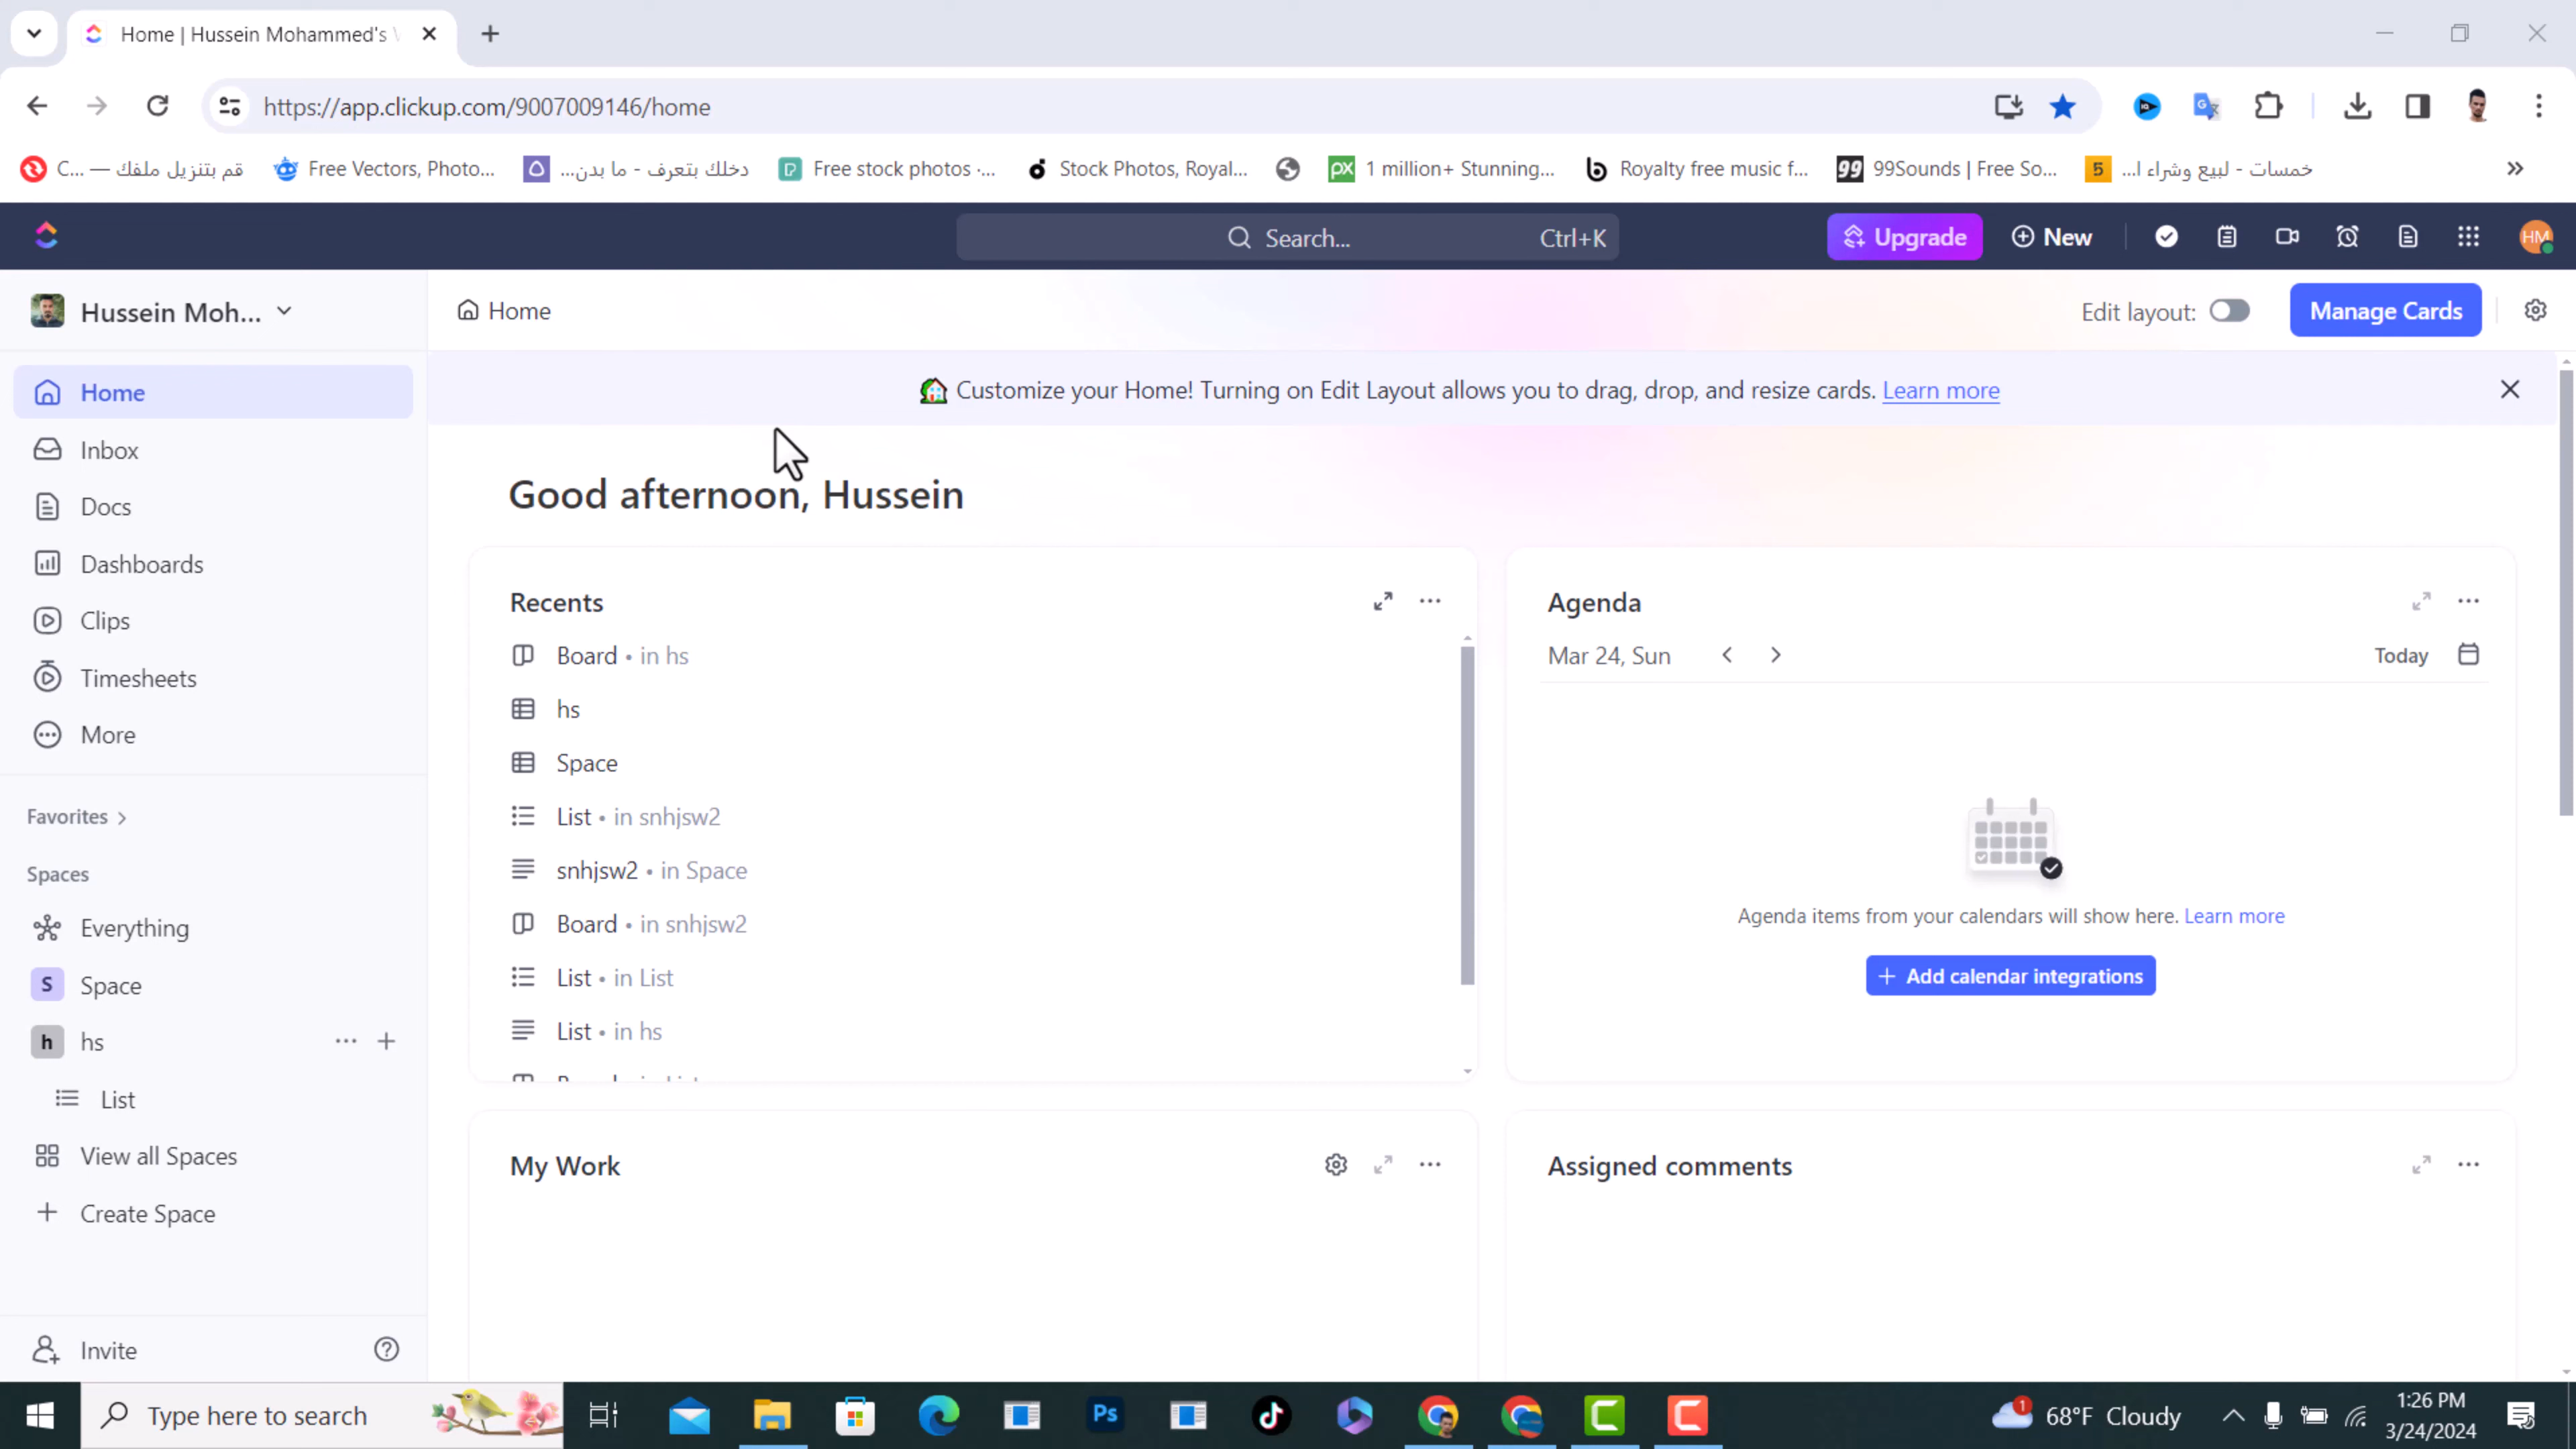 Home | Hussein Mohammed's
https://app.clickup.com/9007009146/home
C... — قم بتنزيل ملفك
Free Vectors, Photo...
دخلك بتعرف - ما بدن...
Free stock photos ·...
Stock Photos, Royal...
px 1 million+ Stunning...
Royalty free music f...
99 99Sounds | Free So...
5 خمسات - لبيع وشراء ا...
Search... Ctrl+K
Upgrade
New
HM
Hussein Moh...
Home
Edit layout:
Manage Cards
Home
Inbox
Docs
Dashboards
Clips
Timesheets
More
Favorites
Spaces
Everything
S Space
h hs
List
View all Spaces
Create Space
Invite
Customize your Home! Turning on Edit Layout allows you to drag, drop, and resize cards. Learn more
Good afternoon, Hussein
Recents
Board • in hs
hs
Space
List • in snhjsw2
snhjsw2 • in Space
Board • in snhjsw2
List • in List
List • in hs
Agenda
Mar 24, Sun
Today
Agenda items from your calendars will show here. Learn more
+ Add calendar integrations
My Work
Assigned comments
Type here to search
Ps
1
68°F Cloudy
1:26 PM
3/24/2024